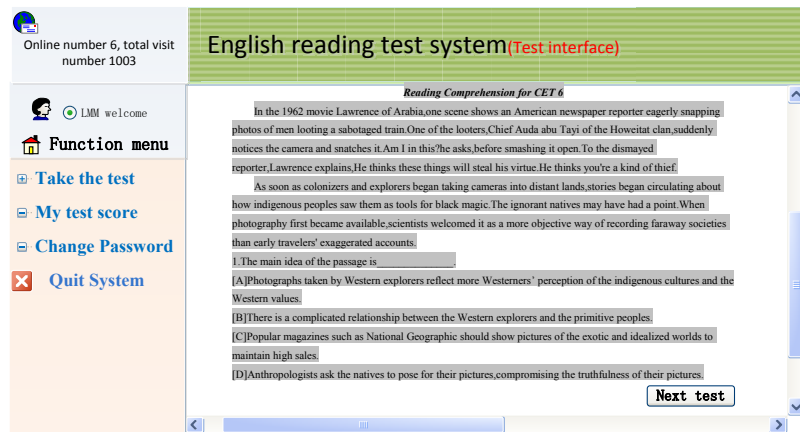 Online number 6, total visit
number 1003
English reading test system(Test interface)
LMM welcome
Function menu
Take the test
My test score
Change Password
Quit System
Reading Comprehension for CET 6
In the 1962 movie Lawrence of Arabia,one scene shows an American newspaper reporter eagerly snapping
photos of men looting a sabotaged train.One of the looters,Chief Auda abu Tayi of the Howeitat clan,suddenly
notices the camera and snatches it.Am I in this?he asks,before smashing it open.To the dismayed
reporter,Lawrence explains,He thinks these things will steal his virtue.He thinks you're a kind of thief.
As soon as colonizers and explorers began taking cameras into distant lands,stories began circulating about
how indigenous peoples saw them as tools for black magic.The ignorant natives may have had a point.When
photography first became available,scientists welcomed it as a more objective way of recording faraway societies
than early travelers' exaggerated accounts.
1.The main idea of the passage is______________.
[A]Photographs taken by Western explorers reflect more Westerners’ perception of the indigenous cultures and the
Western values.
[B]There is a complicated relationship between the Western explorers and the primitive peoples.
[C]Popular magazines such as National Geographic should show pictures of the exotic and idealized worlds to
maintain high sales.
[D]Anthropologists ask the natives to pose for their pictures,compromising the truthfulness of their pictures.
Next test